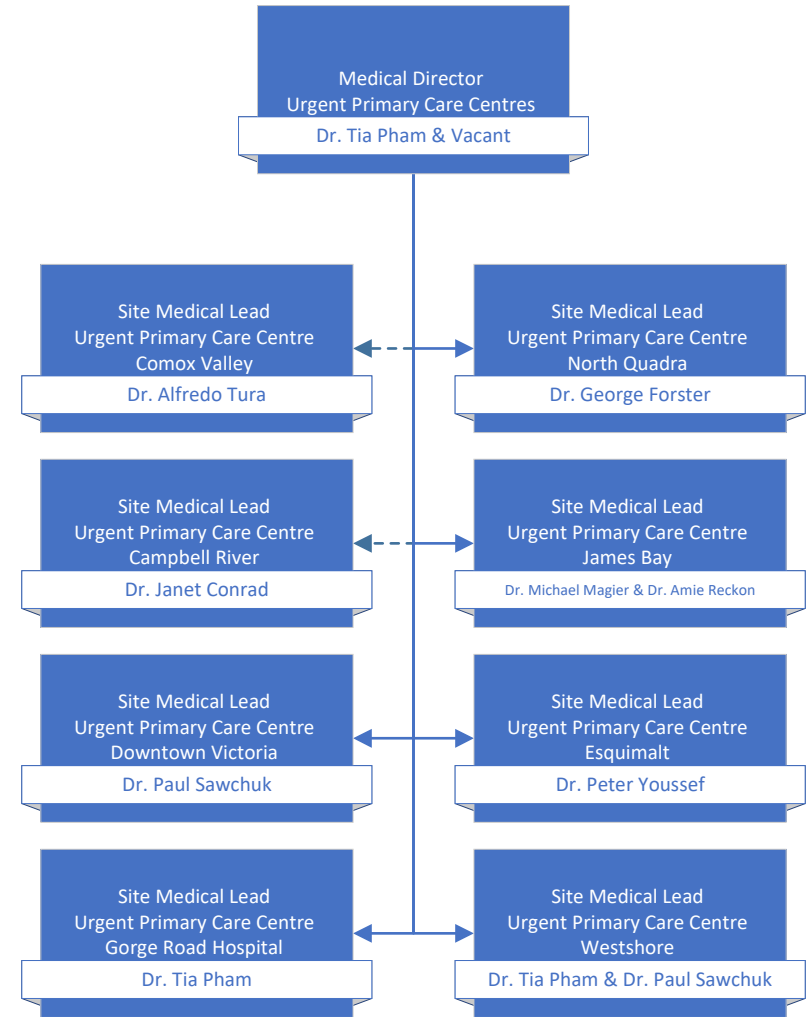 Medical Director
Urgent Primary Care Centres
Dr. Tia Pham & Vacant
Site Medical Lead
Urgent Primary Care Centre
Comox Valley
Dr. Alfredo Tura
Site Medical Lead
Urgent Primary Care Centre
North Quadra
Dr. George Forster
Site Medical Lead
Urgent Primary Care Centre
Campbell River
Dr. Janet Conrad
Site Medical Lead
Urgent Primary Care Centre
James Bay
Dr. Michael Magier & Dr. Amie Reckon
Site Medical Lead
Urgent Primary Care Centre
Downtown Victoria
Dr. Paul Sawchuk
Site Medical Lead
Urgent Primary Care Centre
Esquimalt
Dr. Peter Youssef
Site Medical Lead
Urgent Primary Care Centre
Gorge Road Hospital
Dr. Tia Pham
Site Medical Lead
Urgent Primary Care Centre
Westshore
Dr. Tia Pham & Dr. Paul Sawchuk